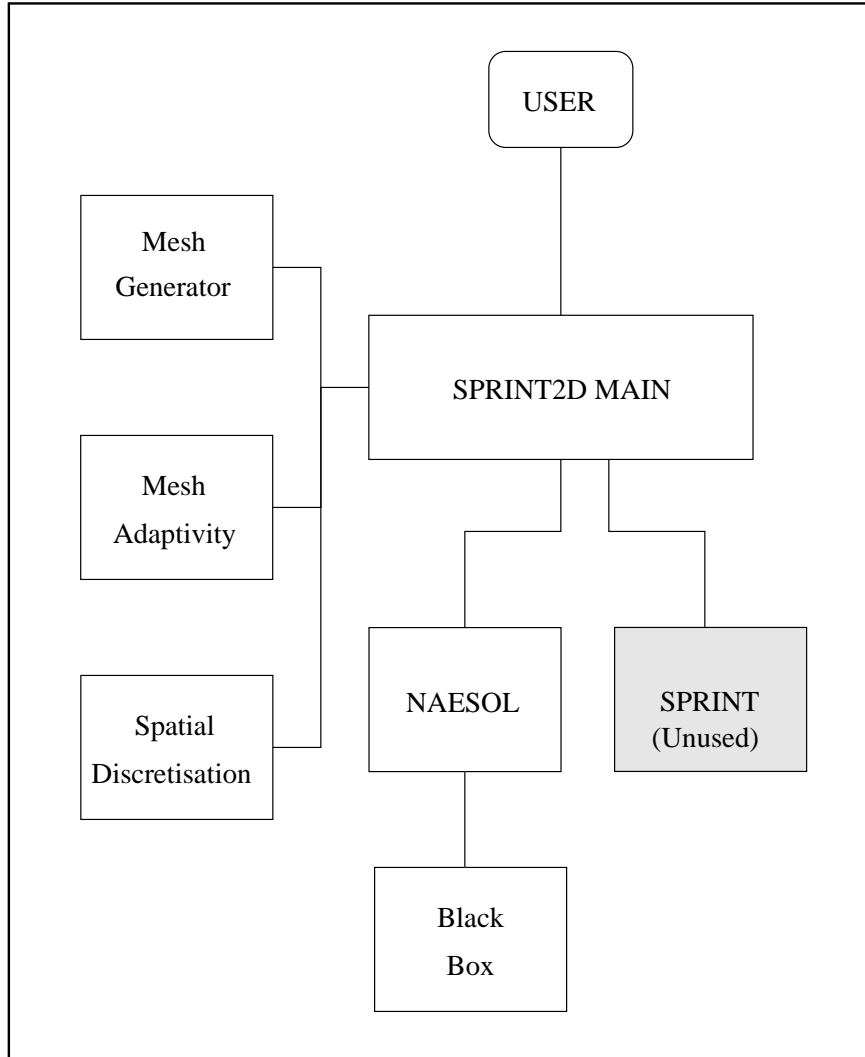 USER
Mesh
Generator
SPRINT2D MAIN
Mesh
Adaptivity
Spatial
Discretisation
NAESOL
SPRINT
(Unused)
Black
Box